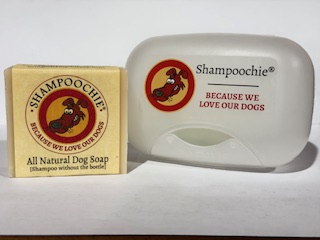 SHAMPOOCHIE®
BECAUSE WE LOVE OUR DOGS
All Natural Dog Soap
[Shampoo without the bottle]
Shampoochie®
BECAUSE WE
LOVE OUR DOGS